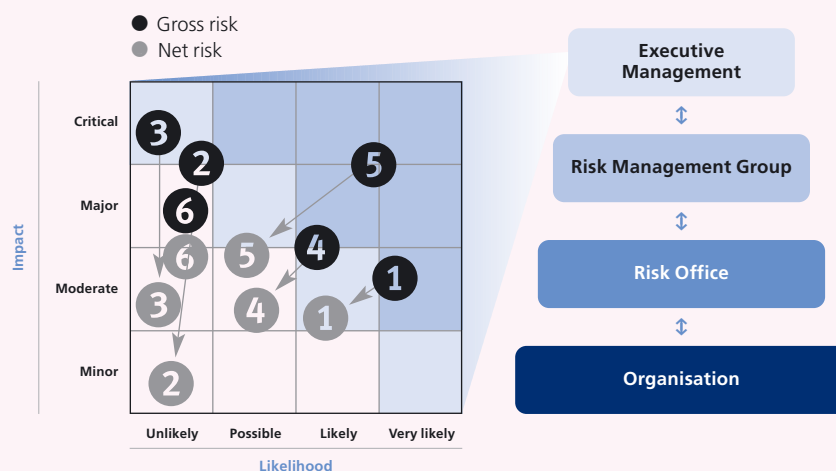 Gross risk
Net risk
Executive
Management
Risk Management Group
Risk Office
Organisation
Impact
Critical
Major
Moderate
Minor
3
2
5
6
6
5
4
1
3
4
1
2
Unlikely
Possible
Likely
Very likely
Likelihood